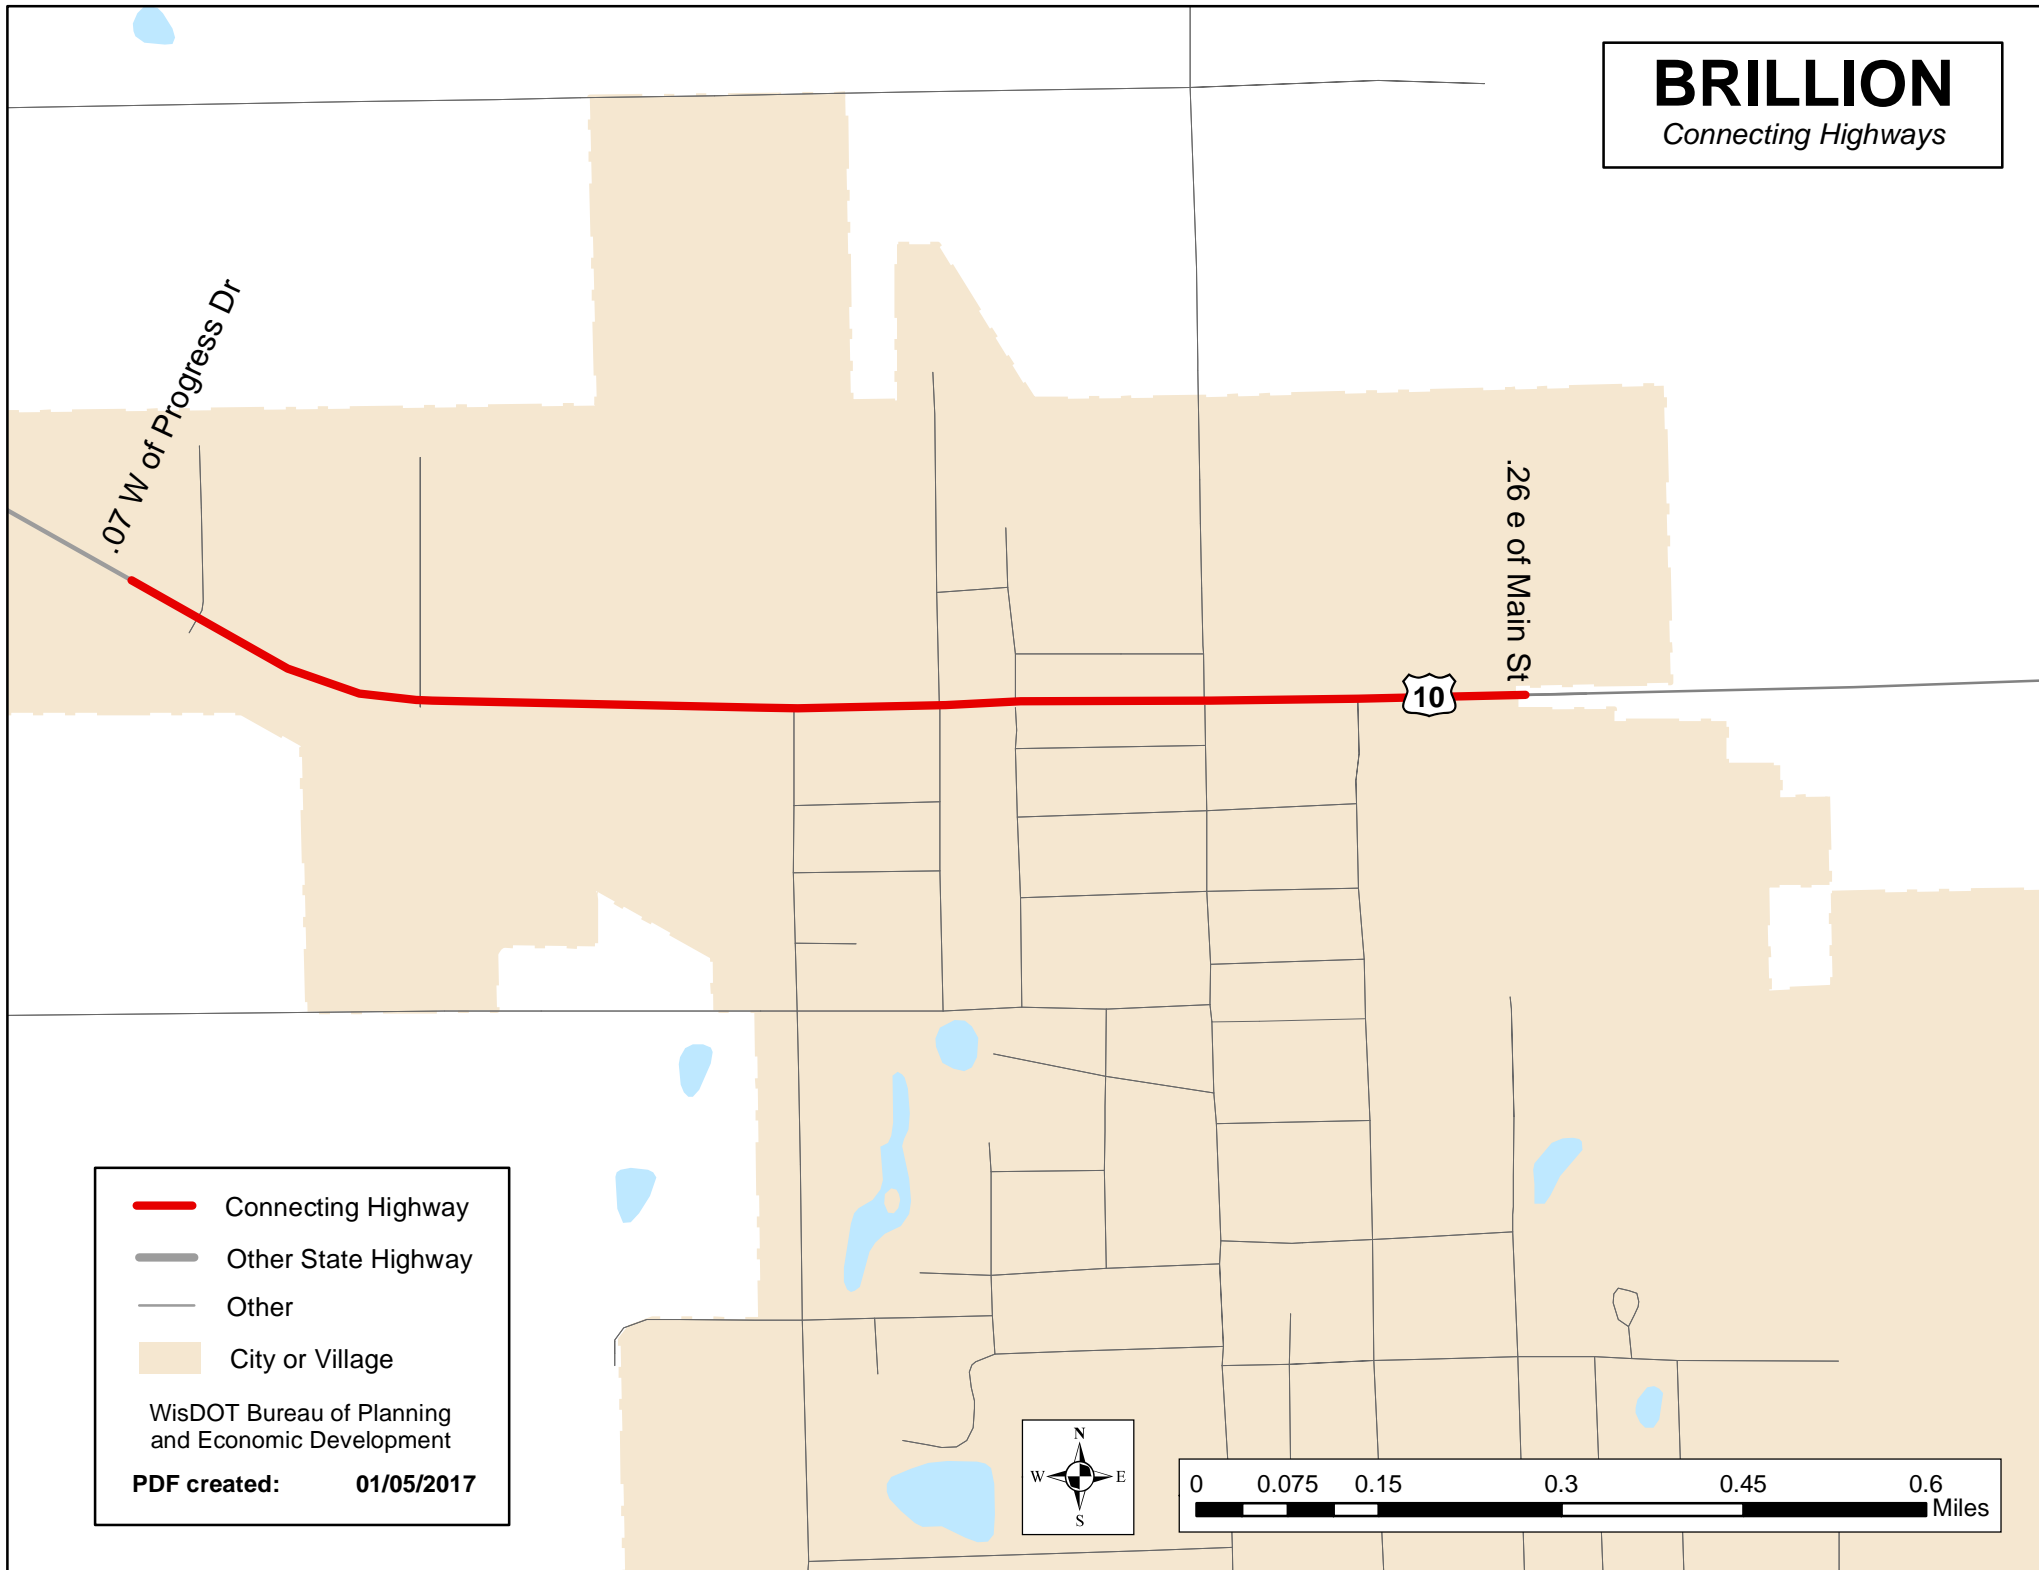 BRILLION
Connecting Highways
.07 W of Progress Dr
.26 e of Main St
10
Connecting Highway
Other State Highway
Other
City or Village
WisDOT Bureau of Planning
and Economic Development
PDF created: 01/05/2017
N
W E
S
0 0.075 0.15 0.3 0.45 0.6
Miles